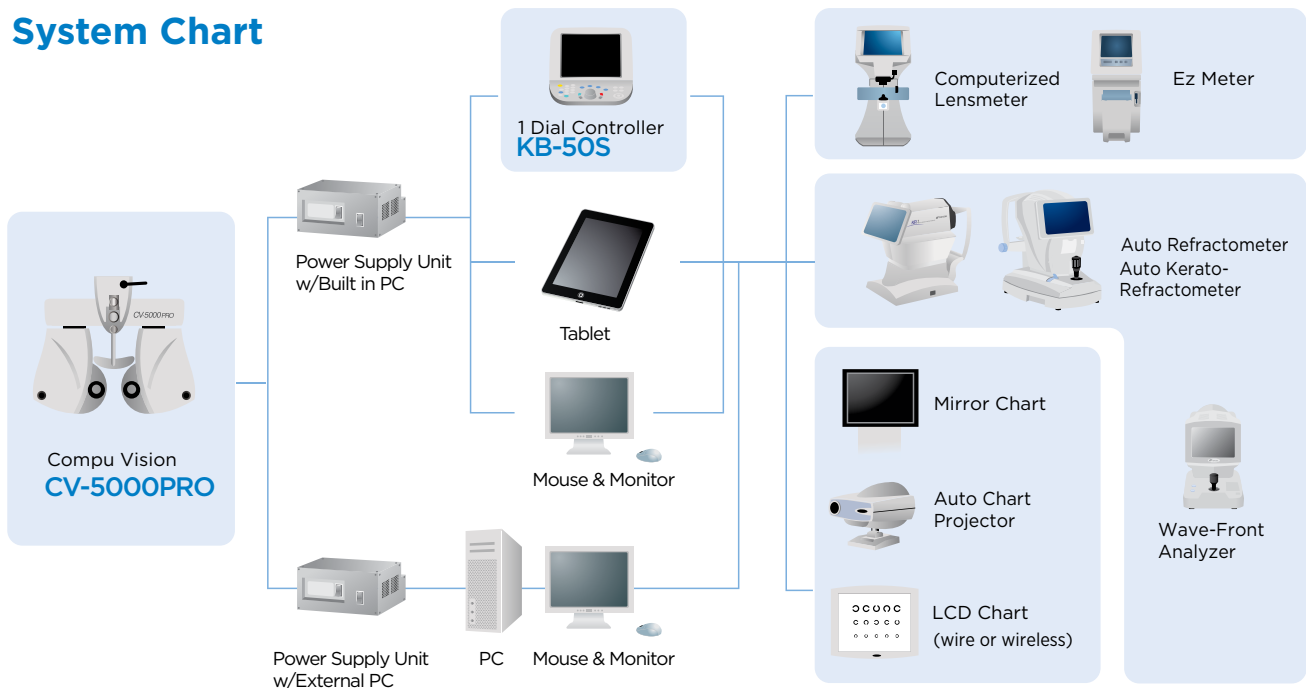 System Chart
1 Dial Controller
KB-50S
Computerized
Lensmeter
Ez Meter
Power Supply Unit
w/Built in PC
Tablet
Auto Refractometer
Auto Kerato-
Refractometer
CV-5000PRO
Compu Vision
CV-5000PRO
Mouse & Monitor
Mirror Chart
Auto Chart
Projector
Wave-Front
Analyzer
LCD Chart
(wire or wireless)
Power Supply Unit
w/External PC
PC
Mouse & Monitor